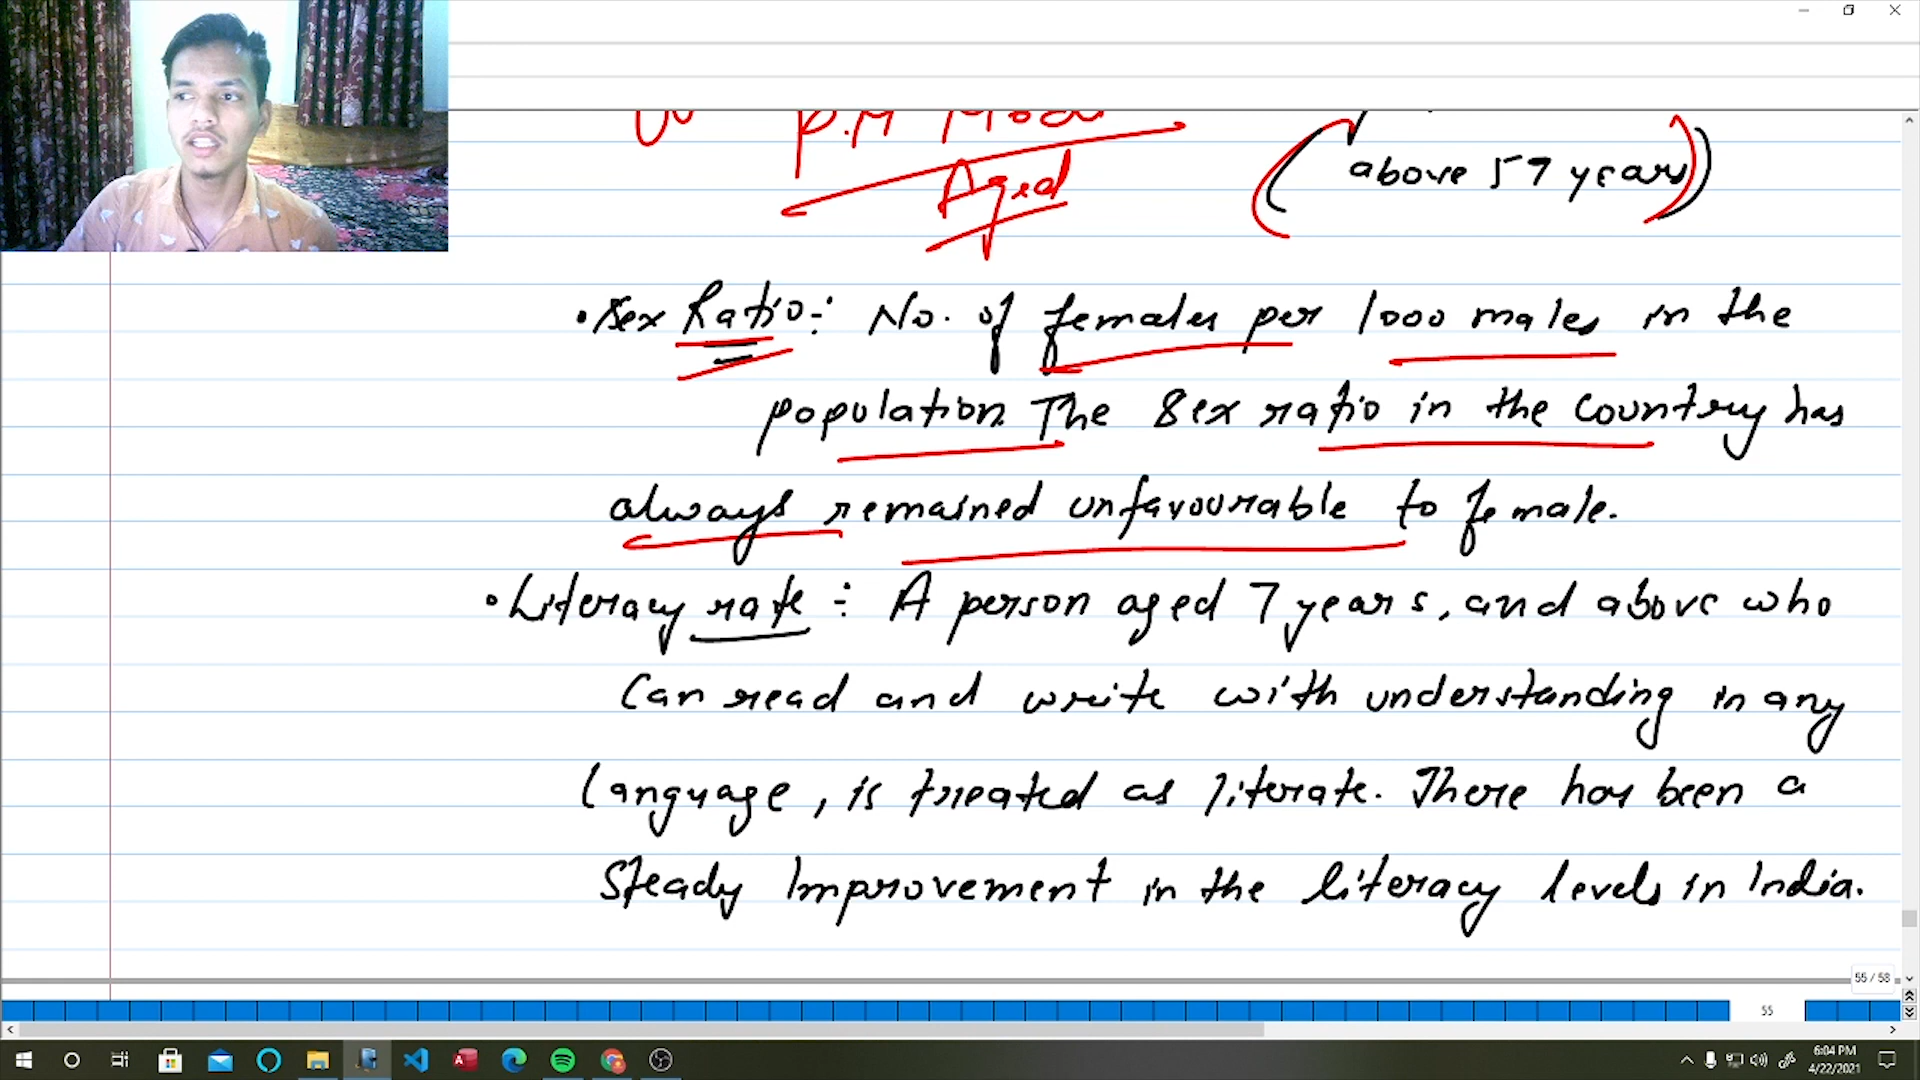 P.M Modi
Aged
above 59 years)
• Sex Ratio:- No. of females per 1000 males in the
population. The Sex ratio in the country has
always remained unfavourable to female.
• Literacy rate :- A person aged 7 years, and above who
Can read and write with understanding in any
language, is treated as literate. There has been a
Steady Improvement in the literacy levels in India.
55 / 58
55
6:04 PM
4/22/2021